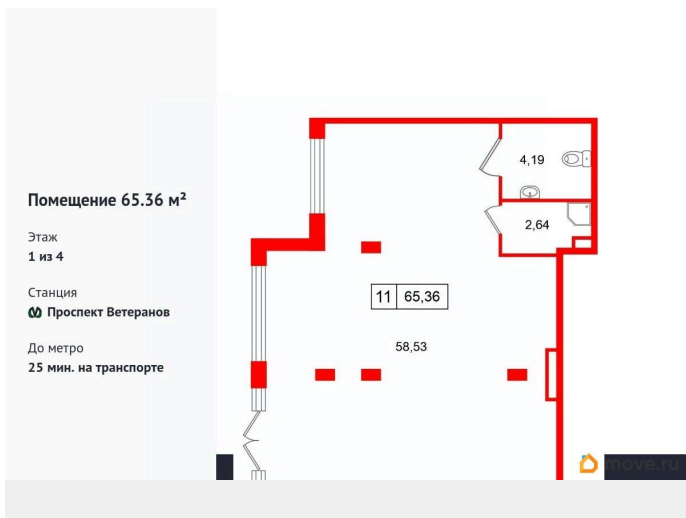 Помещение 65.36 м²
Этаж
1 из 4
Станция
Проспект Ветеранов
До метро
25 мин. на транспорте
4,19
2,64
11 65,36
58,53
move.ru